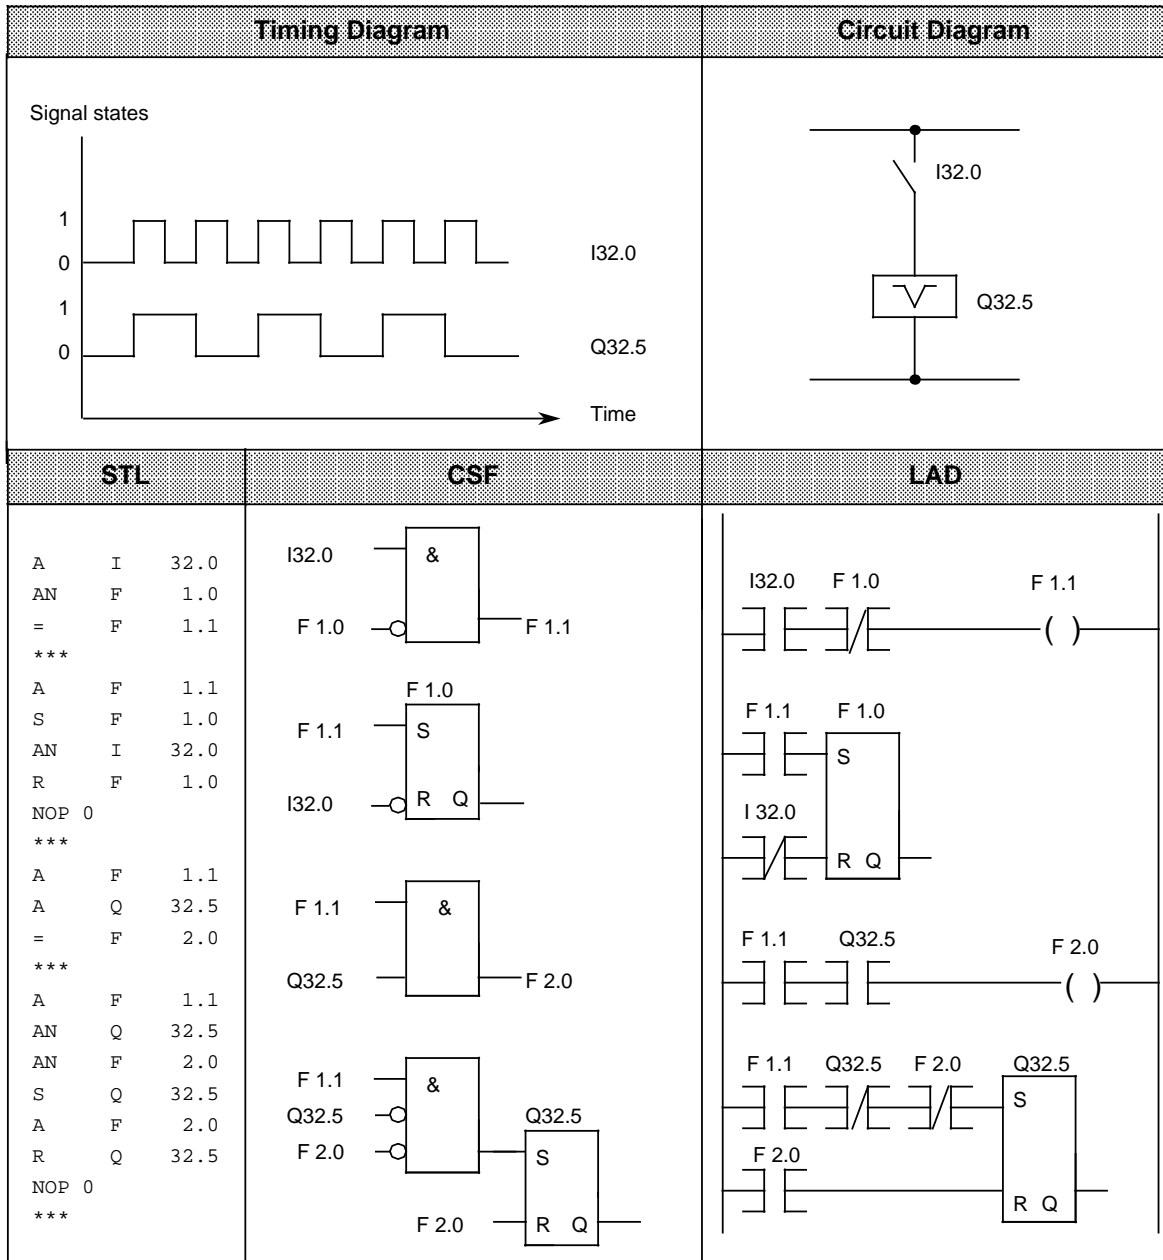 Timing Diagram
Circuit Diagram
Signal states
1
0
I32.0
1
0
Q32.5
Time
I32.0
Q32.5
STL
CSF
LAD
A I 32.0
AN F 1.0
= F 1.1
***
A F 1.1
S F 1.0
AN I 32.0
R F 1.0
NOP 0
***
A F 1.1
A Q 32.5
= F 2.0
***
A F 1.1
AN Q 32.5
AN F 2.0
S Q 32.5
A F 2.0
R Q 32.5
NOP 0
***
I32.0 &
F 1.0 F 1.1
F 1.0
F 1.1 S
I32.0 R Q
F 1.1 &
Q32.5 F 2.0
F 1.1 &
Q32.5 Q32.5
F 2.0 S
F 2.0 R Q
I32.0 F 1.0 F 1.1
( )
F 1.1 F 1.0
S
I 32.0
R Q
F 1.1 Q32.5 F 2.0
( )
F 1.1 Q32.5 F 2.0 Q32.5
S
F 2.0
R Q